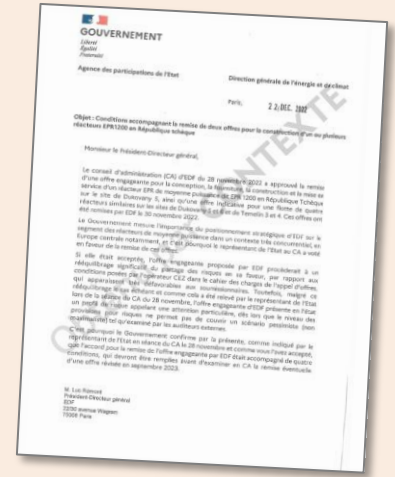 GOUVERNEMENT
Liberté
Égalité
Fraternité
Agence des participations de l'Etat
Direction générale de l'énergie et du climat
Paris, 22 DEC. 2022
Objet : Conditions accompagnant la remise de deux offres pour la construction d'un ou plusieurs
réacteurs EPR1200 en République tchèque
Monsieur le Président-Directeur général,
Le conseil d'administration (CA) d'EDF du 28 novembre 2022 a approuvé la remise
d'une offre engageante pour la conception, la fourniture, la construction et la mise en
service d'un réacteur EPR de moyenne puissance de EPR 1200 en République Tchèque
sur le site de Dukovany 5, ainsi qu'une offre indicative pour une flotte de quatre
réacteurs similaires sur les sites de Dukovany 5 et 6 et de Temelin 3 et 4. Ces offres ont
été remises par EDF le 30 novembre 2022.
Le Gouvernement mesure l'importance du positionnement stratégique d'EDF sur le
segment des réacteurs de moyenne puissance dans un contexte très concurrentiel, en
Europe centrale notamment, et c'est pourquoi le représentant de l'Etat au CA a voté
en faveur de la remise de cette offre.
Si elle était acceptée, l'offre engageante proposée par EDF procéderait à un
rééquilibrage significatif du partage des risques en sa faveur, par rapport aux
conditions posées par l'opérateur CEZ dans le cahier des charges de l'appel d'offres,
qui apparaissent très défavorables aux soumissionnaires. Toutefois, malgré ce
rééquilibrage le cas échéant et comme cela a été relevé par le représentant de l'Etat
lors de la séance du CA du 28 novembre, l'offre engageante d'EDF présente en l'état
un profil de risque appelant une attention particulière, dès lors que le niveau des
provisions pour risques ne permet pas de couvrir un scénario pessimiste (non
maximaliste) tel qu'examiné par les auditeurs externes.
C'est pourquoi le Gouvernement confirme par la présente, comme indiqué par le
représentant de l'Etat en séance du CA le 28 novembre et comme vous l'avez accepté,
que l'accord pour la remise de l'offre engageante par EDF était accompagné de quatre
conditions, qui devront être remplies avant d'examiner en CA la remise éventuelle
d'une offre révisée en septembre 2023.
M. Luc Rémont
Président-Directeur général
EDF
22/30 avenue Wagram
75008 Paris
CONTEXTE